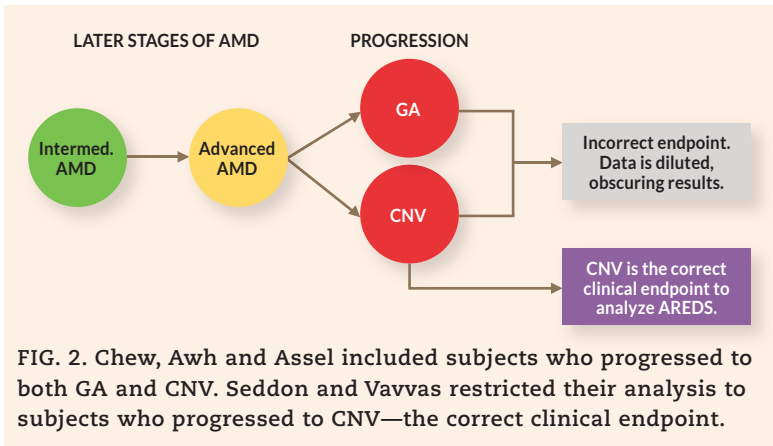 LATER STAGES OF AMD
PROGRESSION
Intermed.
AMD
Advanced
AMD
GA
CNV
Incorrect endpoint.
Data is diluted,
obscuring results.
CNV is the correct
clinical endpoint to
analyze AREDS.
FIG. 2. Chew, Awh and Assel included subjects who progressed to
both GA and CNV. Seddon and Vavvas restricted their analysis to
subjects who progressed to CNV—the correct clinical endpoint.